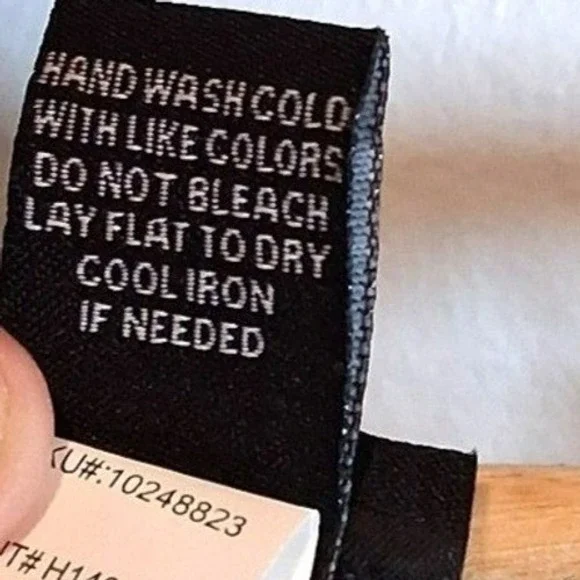 HAND WASH COLD
WITH LIKE COLORS
DO NOT BLEACH
LAY FLAT TO DRY
COOL IRON
IF NEEDED
KU#:10248823